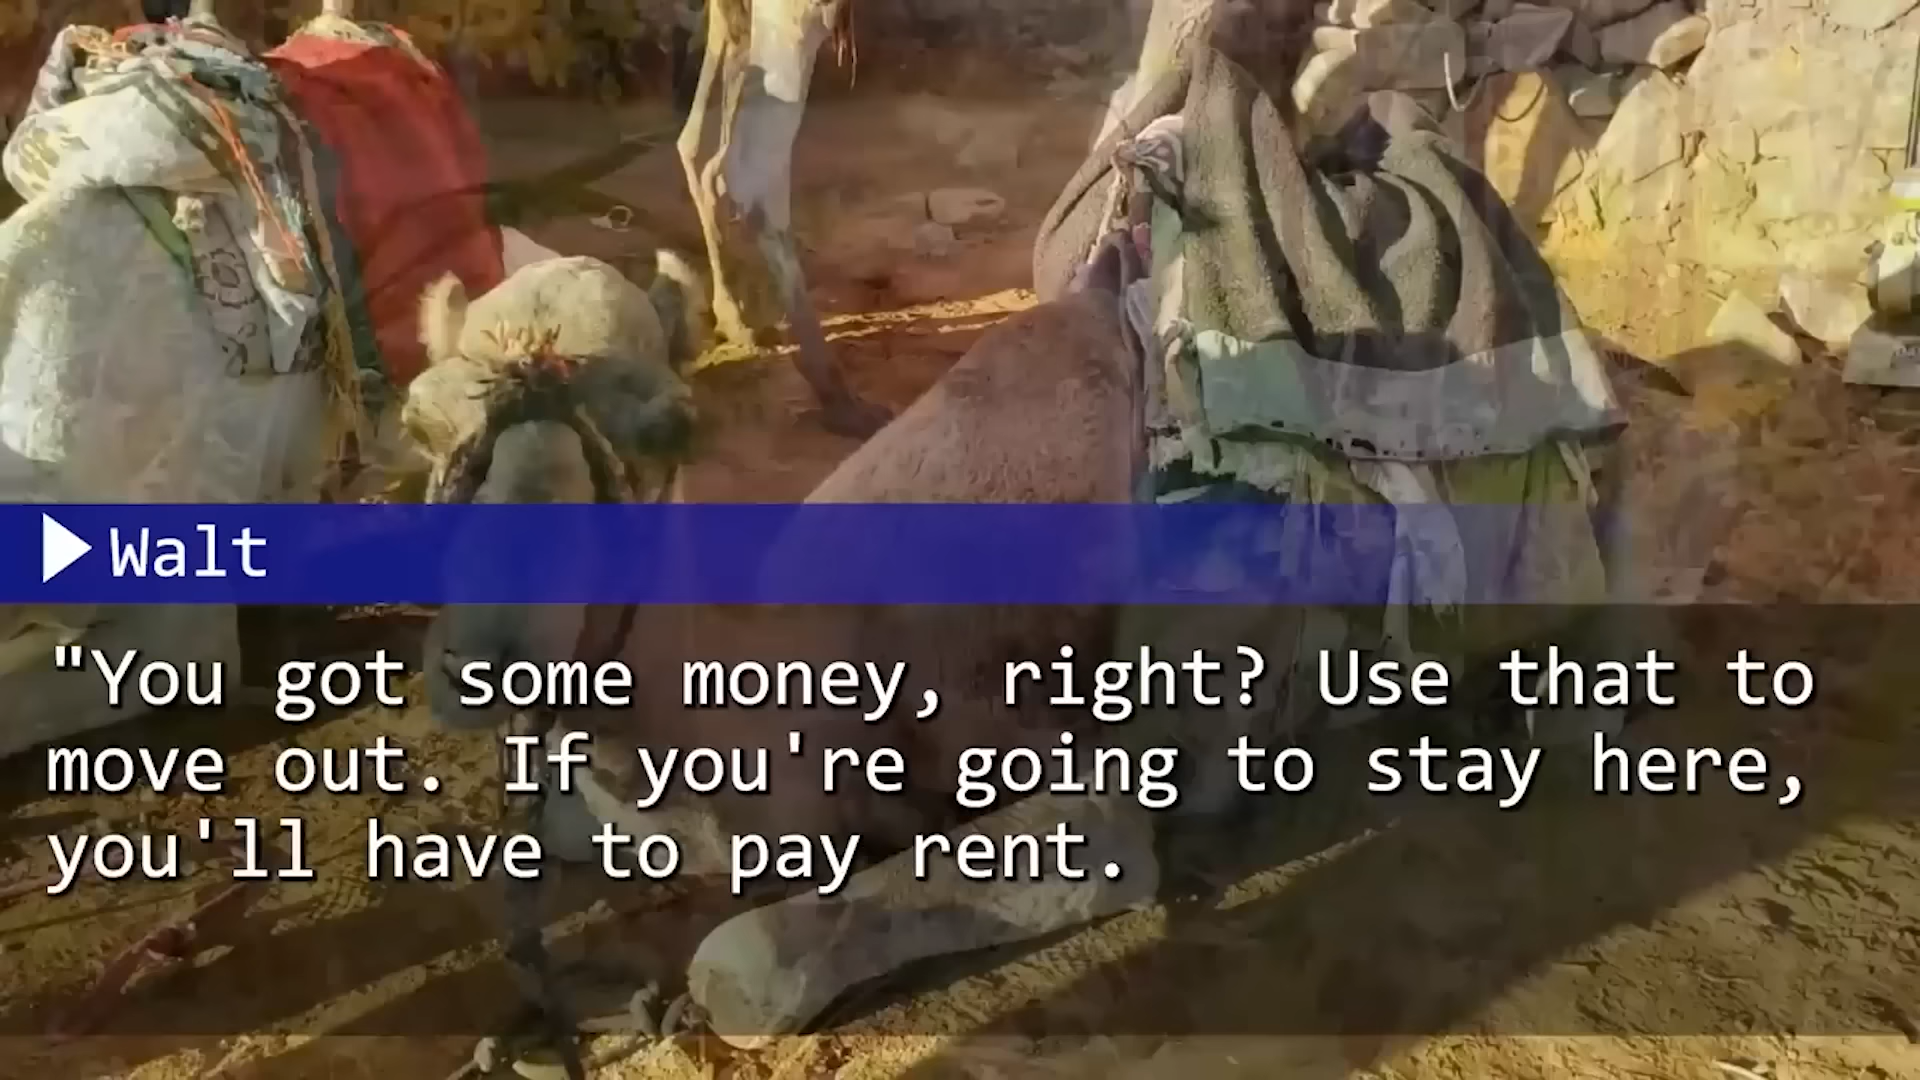 Walt
"You got some money, right? Use that to
move out. If you're going to stay here,
you'll have to pay rent.